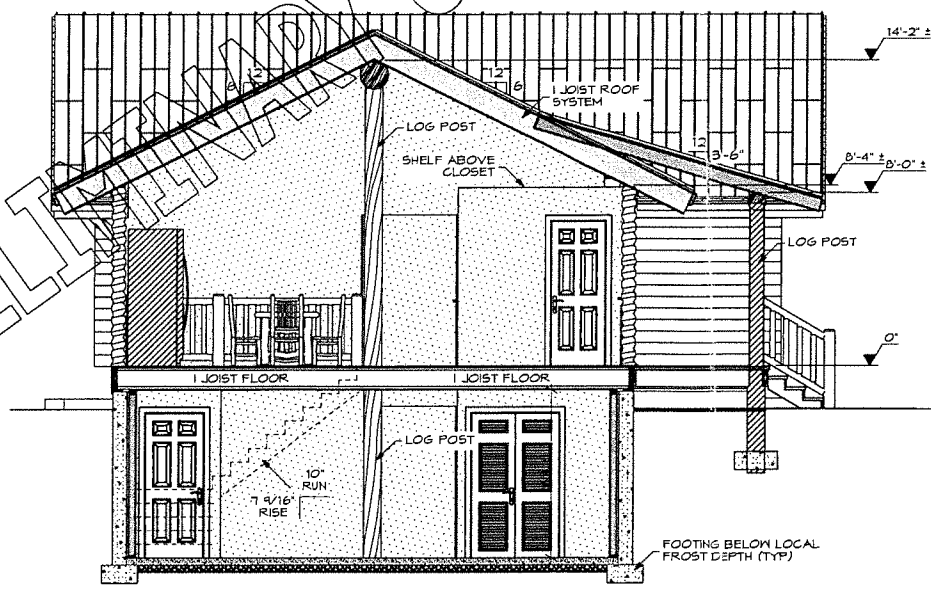 14'-2" ±
12
6
12
6
I JOIST ROOF
SYSTEM
LOG POST
12
3-6"
SHELF ABOVE
CLOSET
8'-4" ±
8'-0" ±
LOG POST
0"
I JOIST FLOOR
I JOIST FLOOR
LOG POST
10"
RUN
7 9/16"
RISE
FOOTING BELOW LOCAL
FROST DEPTH (TYP)